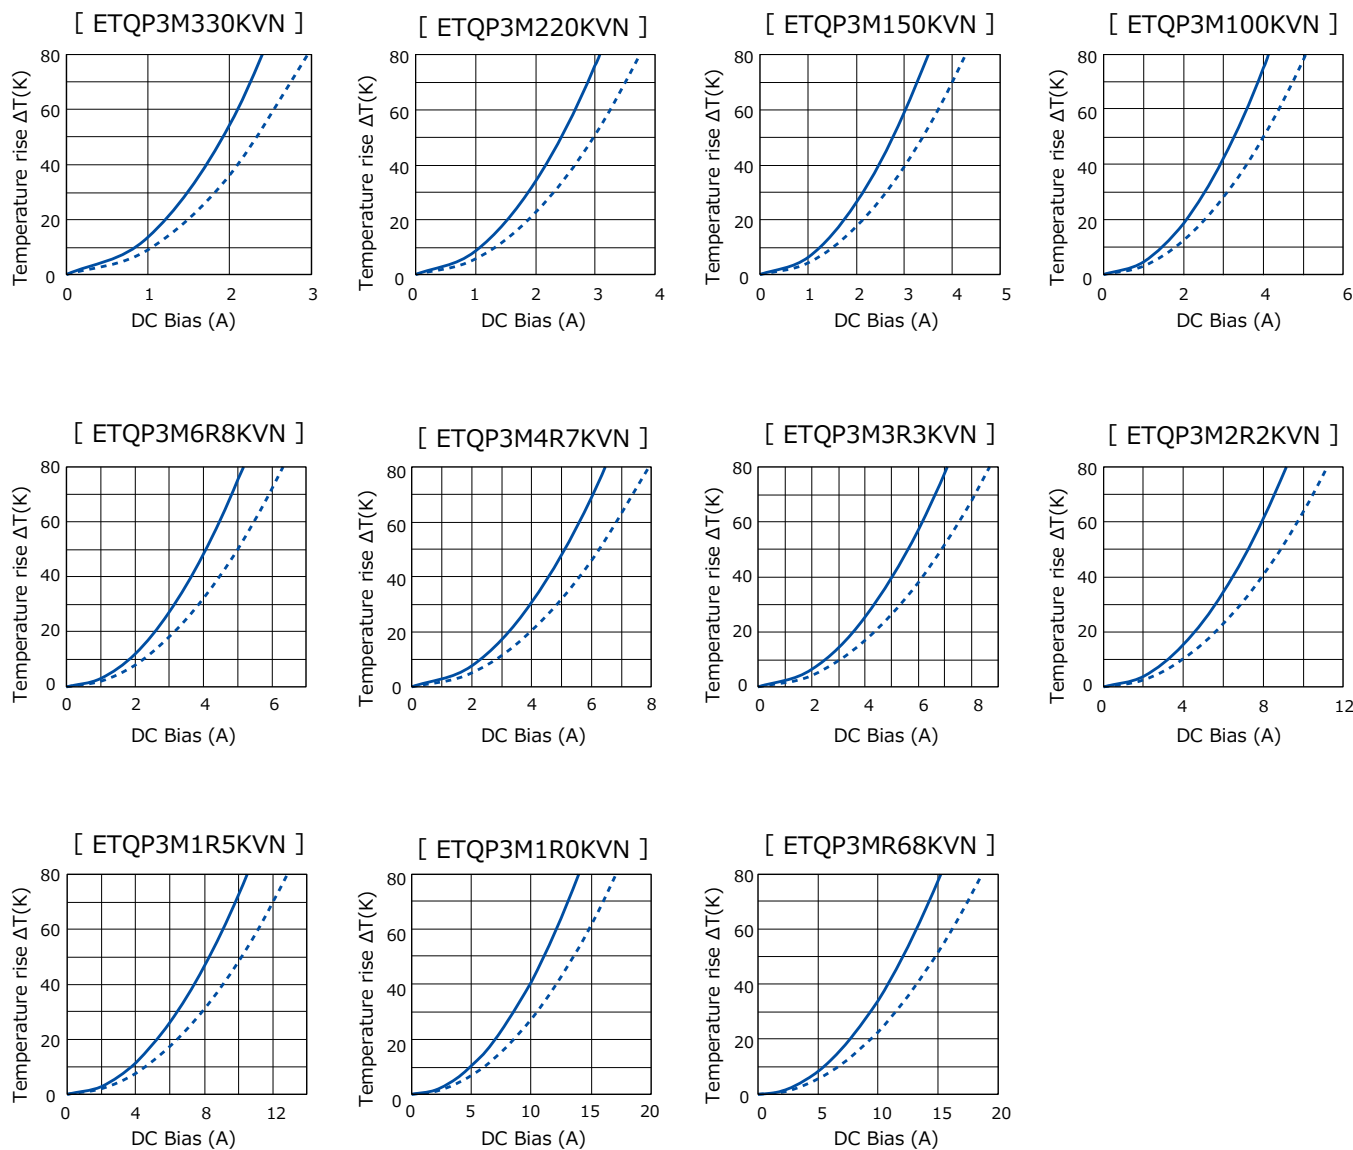 [ ETQP3M330KVN ]
Temperature rise ΔT(K)
80
60
40
20
0
0 1 2 3
DC Bias (A)
[ ETQP3M220KVN ]
Temperature rise ΔT(K)
80
60
40
20
0
0 1 2 3 4
DC Bias (A)
[ ETQP3M150KVN ]
Temperature rise ΔT(K)
80
60
40
20
0
0 1 2 3 4 5
DC Bias (A)
[ ETQP3M100KVN ]
Temperature rise ΔT(K)
80
60
40
20
0
0 2 4 6
DC Bias (A)
[ ETQP3M6R8KVN ]
Temperature rise ΔT(K)
80
60
40
20
0
0 2 4 6
DC Bias (A)
[ ETQP3M4R7KVN ]
Temperature rise ΔT(K)
80
60
40
20
0
0 2 4 6 8
DC Bias (A)
[ ETQP3M3R3KVN ]
Temperature rise ΔT(K)
80
60
40
20
0
0 2 4 6 8
DC Bias (A)
[ ETQP3M2R2KVN ]
Temperature rise ΔT(K)
80
60
40
20
0
0 4 8 12
DC Bias (A)
[ ETQP3M1R5KVN ]
Temperature rise ΔT(K)
80
60
40
20
0
0 4 8 12
DC Bias (A)
[ ETQP3M1R0KVN ]
Temperature rise ΔT(K)
80
60
40
20
0
0 5 10 15 20
DC Bias (A)
[ ETQP3MR68KVN ]
Temperature rise ΔT(K)
80
60
40
20
0
0 5 10 15 20
DC Bias (A)